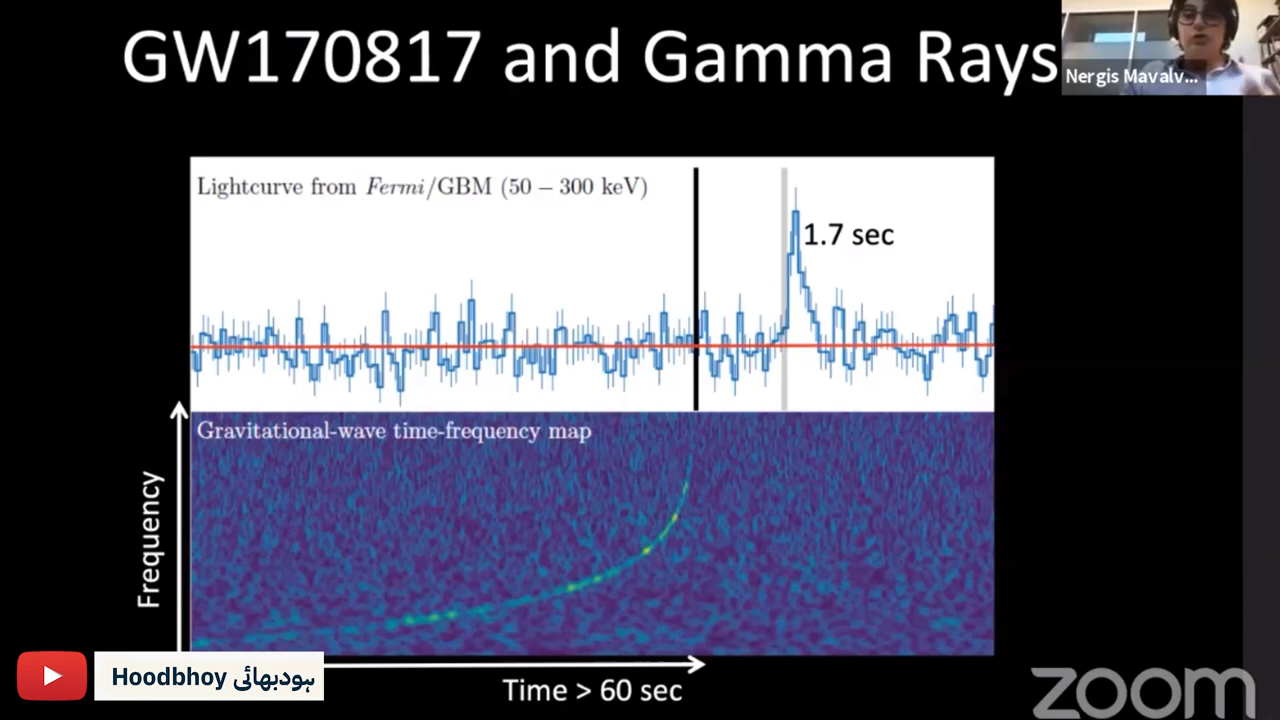 GW170817 and Gamma Rays
Nergis Mavalv...
Lightcurve from Fermi/GBM (50 – 300 keV)
1.7 sec
Gravitational-wave time-frequency map
Frequency
Hoodbhoy ہودبھائی
Time > 60 sec
zoom